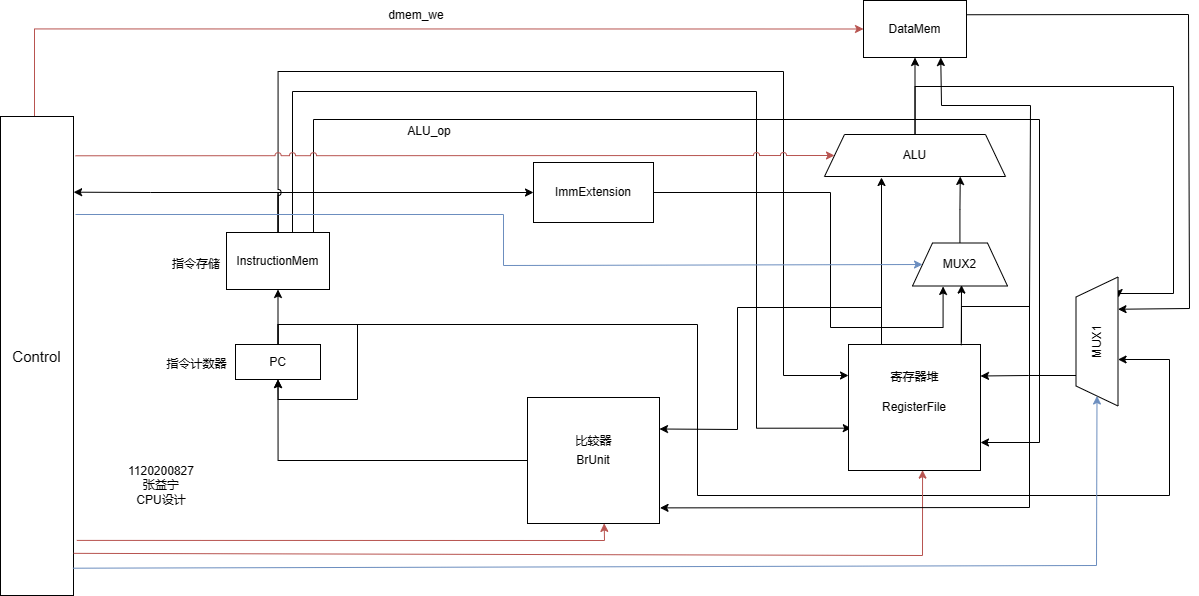 dmem_we
DataMem
ALU_op
ALU
ImmExtension
指令存储
InstructionMem
MUX2
Control
指令计数器
PC
MUX1
寄存器堆
RegisterFile
比较器
BrUnit
1120200827
张益宁
CPU设计